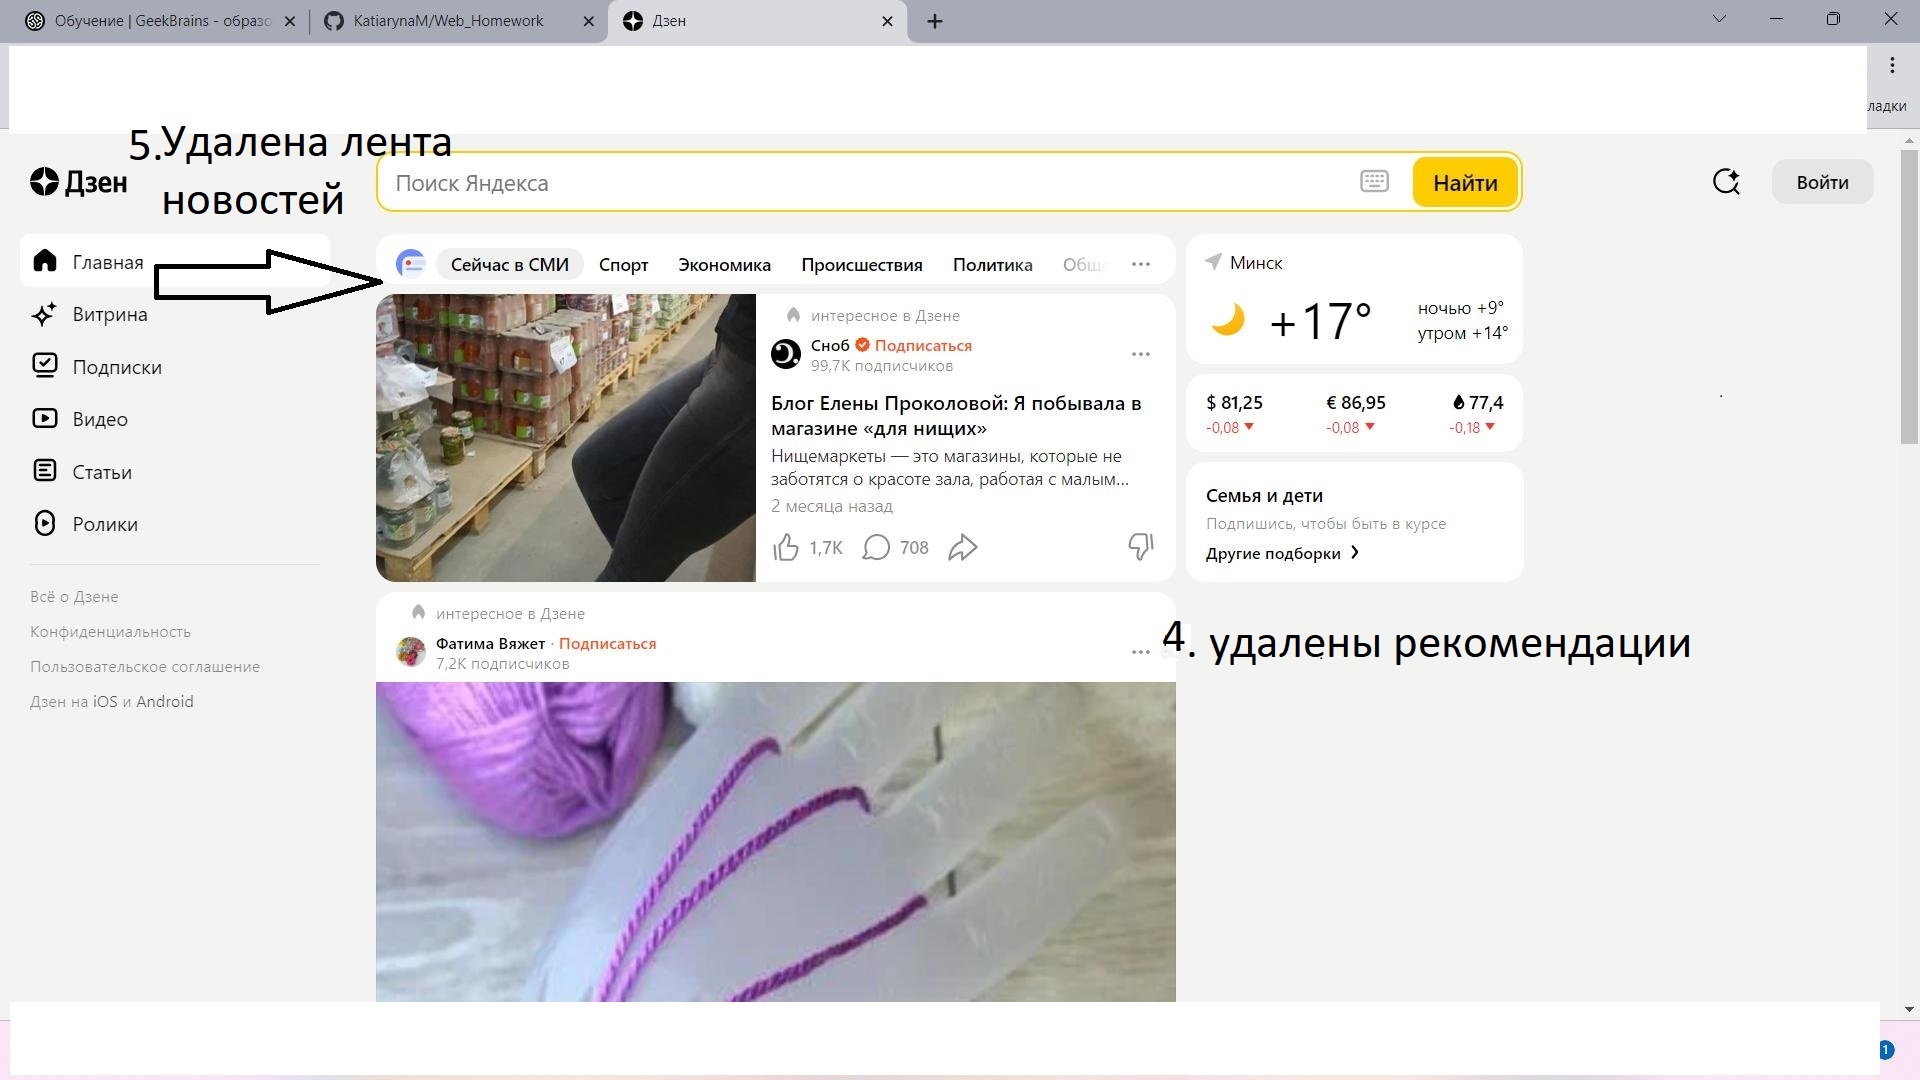 Обучение | GeekBrains - образо
KatiarynaM/Web_Homework
Дзен
ладки
5.Удалена лента
новостей
Дзен
Поиск Яндекса
Найти
Войти
Главная
Витрина
Подписки
Видео
Статьи
Ролики
Всё о Дзене
Конфиденциальность
Пользовательское соглашение
Дзен на iOS и Android
Сейчас в СМИ Спорт Экономика Происшествия Политика Обще
интересное в Дзене
Сноб Подписаться
99,7K подписчиков
Блог Елены Проколовой: Я побывала в
магазине «для нищих»
Нищемаркеты — это магазины, которые не
заботятся о красоте зала, работая с малым...
2 месяца назад
1,7K 708
интересное в Дзене
Фатима Вяжет · Подписаться
7,2K подписчиков
Минск
+17°
ночью +9°
утром +14°
$ 81,25 € 86,95 77,4
-0,08 -0,08 -0,18
Семья и дети
Подпишись, чтобы быть в курсе
Другие подборки
4. удалены рекомендации
1